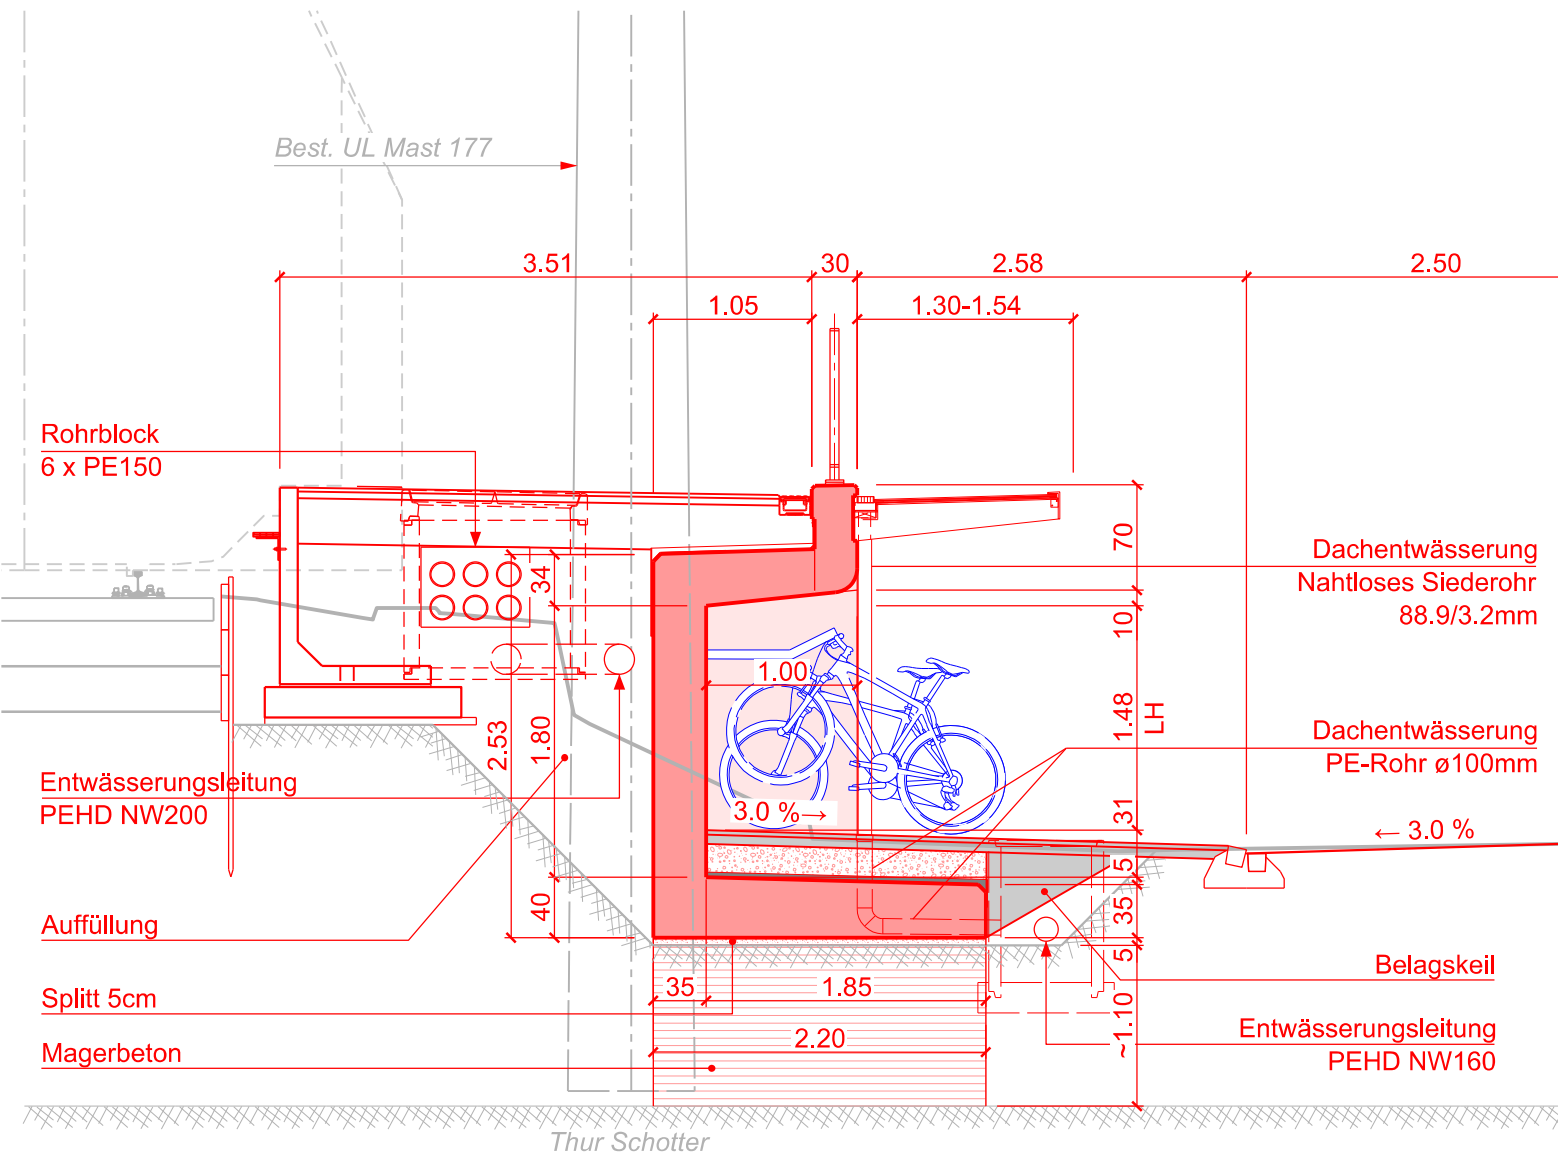 Best. UL Mast 177
3.51
30
2.58
2.50
1.05
1.30-1.54
Rohrblock
6 x PE150
70
34
Dachentwässerung
Nahtloses Siederohr
88.9/3.2mm
10
1.00
1.48
LH
2.53
1.80
Dachentwässerung
PE-Rohr ø100mm
Entwässerungsleitung
PEHD NW200
3.0 %→
31
← 3.0 %
5
40
35
Auffüllung
5
Belagskeil
Splitt 5cm
35
1.85
~1.10
Entwässerungsleitung
PEHD NW160
2.20
Magerbeton
Thur Schotter